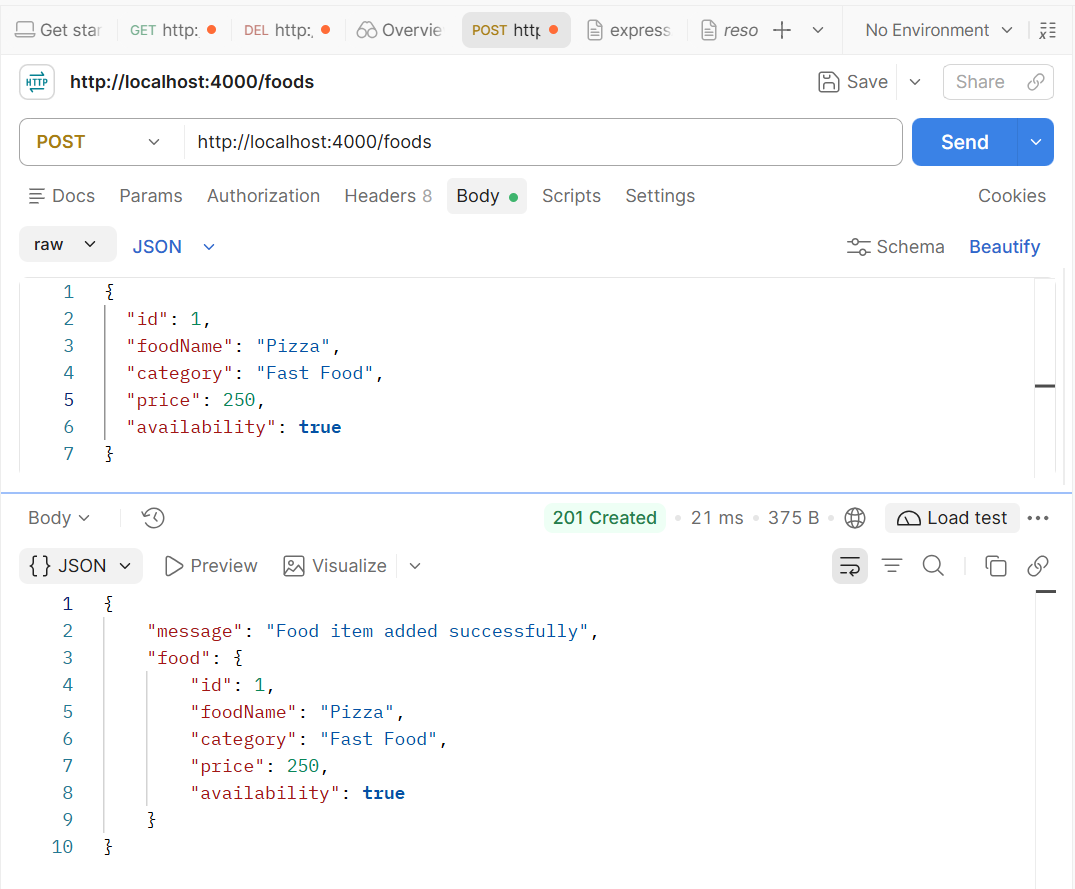 Get star GET http: DEL http: Overvie POST http express reso No Environment
HTTP http://localhost:4000/foods Save Share
POST http://localhost:4000/foods Send
Docs Params Authorization Headers 8 Body Scripts Settings Cookies
raw JSON Schema Beautify
1 {
2 "id": 1,
3 "foodName": "Pizza",
4 "category": "Fast Food",
5 "price": 250,
6 "availability": true
7 }
Body 201 Created 21 ms 375 B Load test
{} JSON Preview Visualize
1 {
2 "message": "Food item added successfully",
3 "food": {
4 "id": 1,
5 "foodName": "Pizza",
6 "category": "Fast Food",
7 "price": 250,
8 "availability": true
9 }
10 }